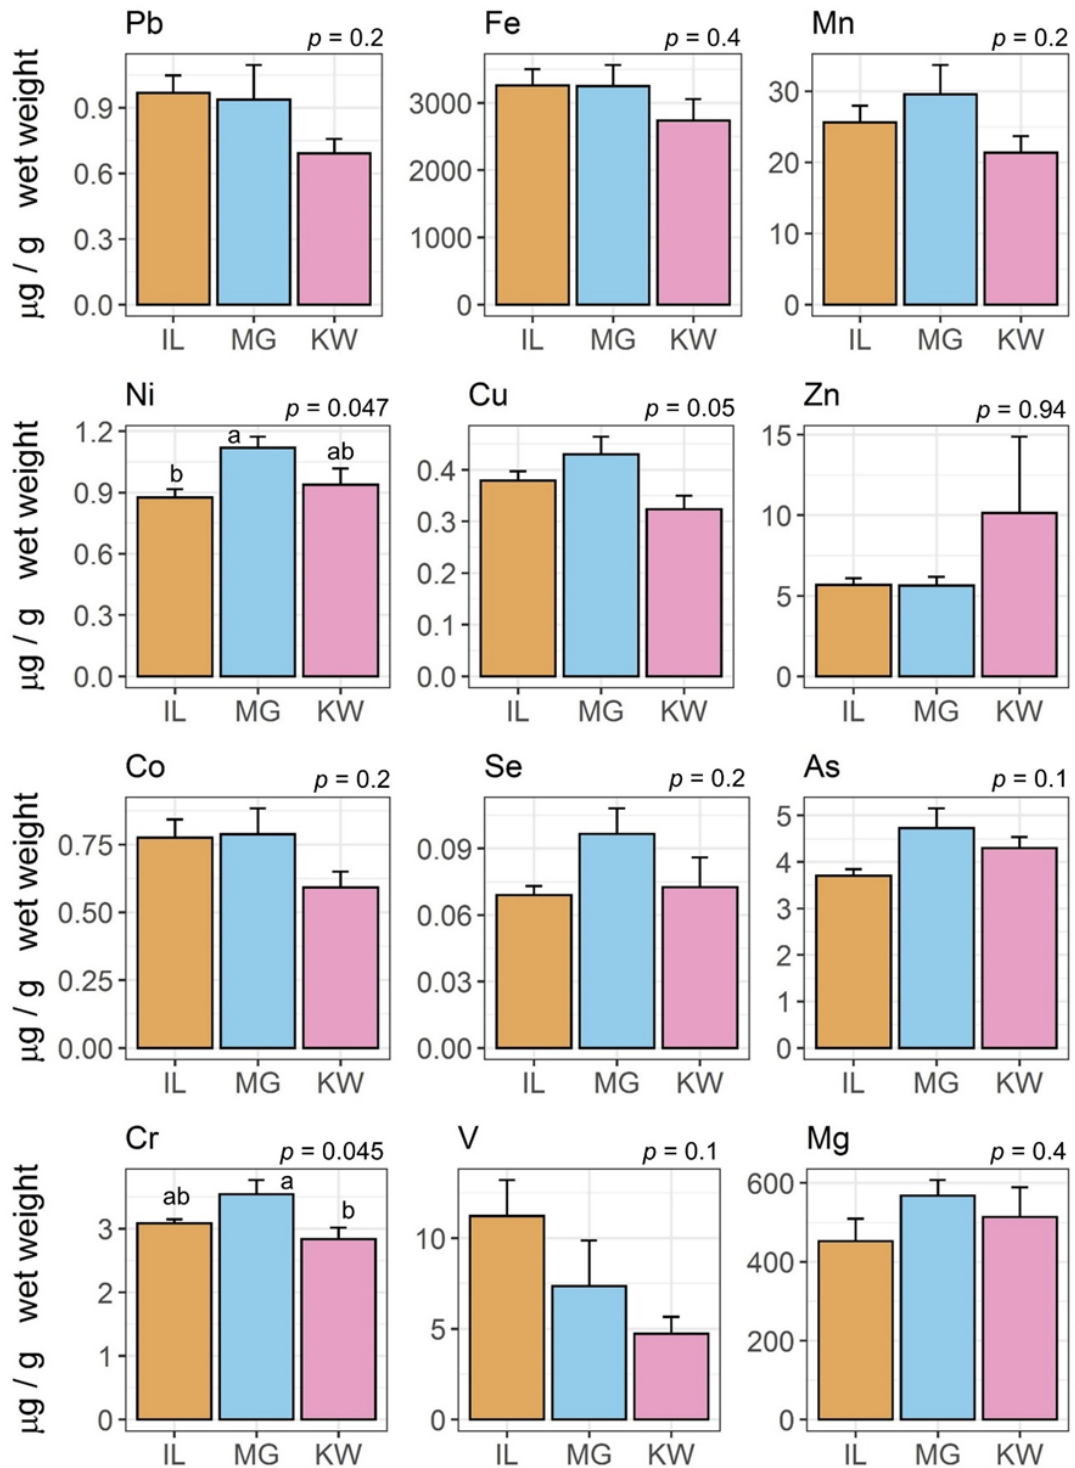 Pb
p = 0.2
Fe
p = 0.4
Mn
p = 0.2
µg / g wet weight
0.9
0.6
0.3
0.0
IL MG KW
3000
2000
1000
0
IL MG KW
30
20
10
0
IL MG KW
Ni
p = 0.047
Cu
p = 0.05
Zn
p = 0.94
µg / g wet weight
1.2
0.9
0.6
0.3
0.0
b
a
ab
IL MG KW
0.4
0.3
0.2
0.1
0.0
IL MG KW
15
10
5
0
IL MG KW
Co
p = 0.2
Se
p = 0.2
As
p = 0.1
µg / g wet weight
0.75
0.50
0.25
0.00
IL MG KW
0.09
0.06
0.03
0.00
IL MG KW
5
4
3
2
1
0
IL MG KW
Cr
p = 0.045
V
p = 0.1
Mg
p = 0.4
µg / g wet weight
3
2
1
0
ab
a
b
IL MG KW
10
5
0
IL MG KW
600
400
200
0
IL MG KW